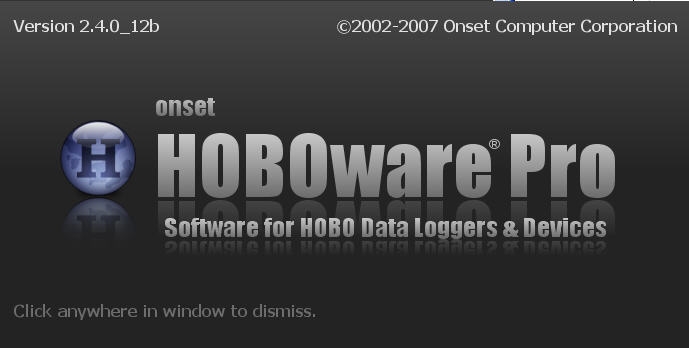 Version 2.4.0_12b
©2002-2007 Onset Computer Corporation
onset
H
HOBOware® Pro
Software for HOBO Data Loggers & Devices
Click anywhere in window to dismiss.